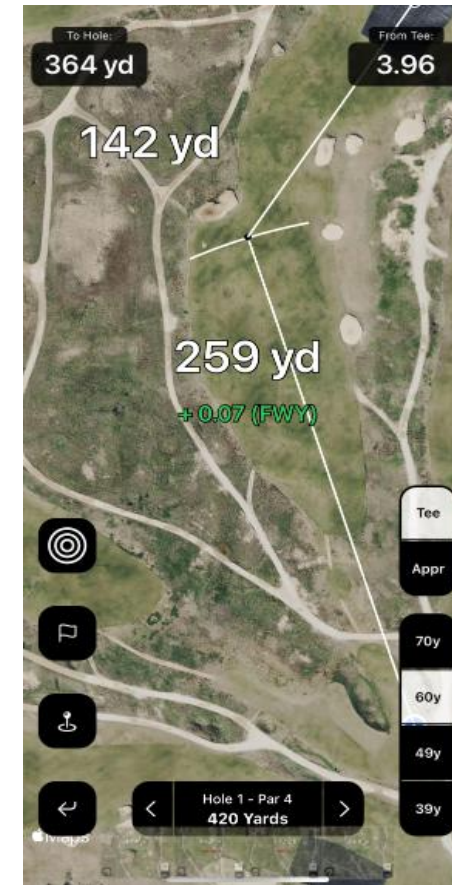 To Hole:
364 yd
From Tee:
3.96
142 yd
259 yd
+ 0.07 (FWY)
Tee
Appr
70y
60y
49y
39y
Hole 1 - Par 4
420 Yards
Maps